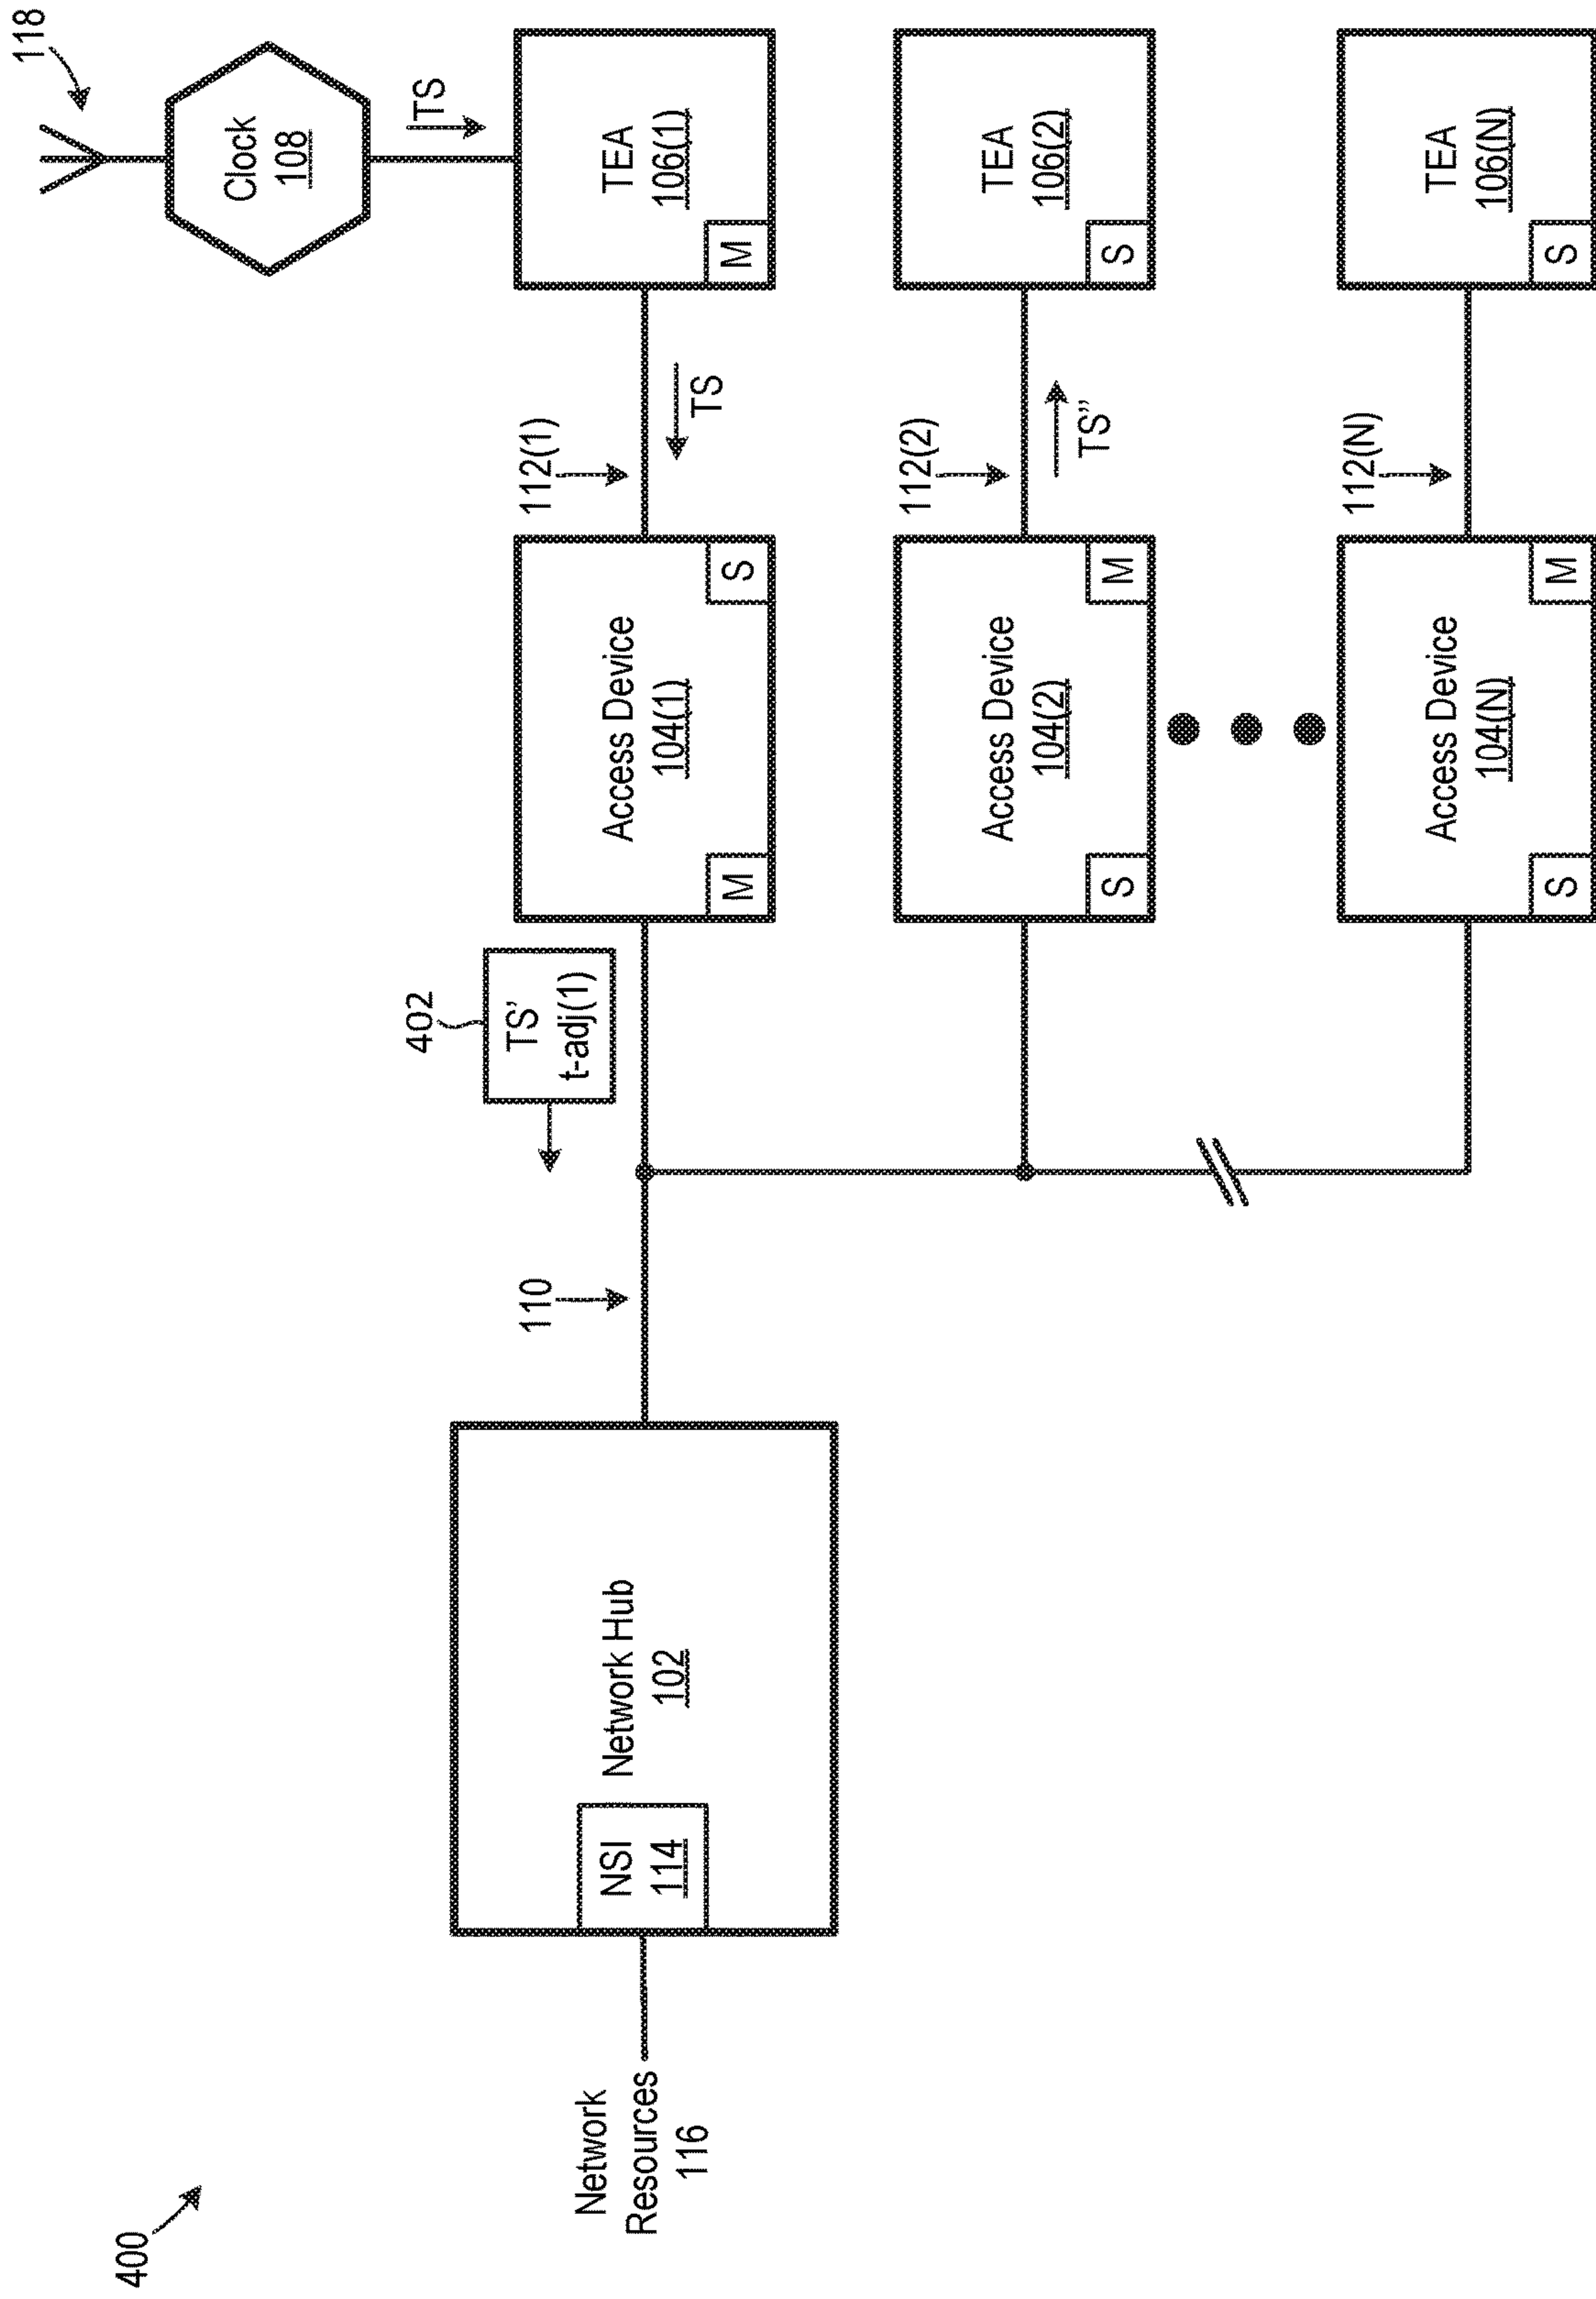 400
118
Clock
108
TS
TEA
106(1)
M
112(1)
TS
Access Device
104(1)
M
S
402
TS’
t-adj(1)
110
Network Hub
102
NSI
114
Network
Resources
116
TEA
106(2)
S
112(2)
TS’’
Access Device
104(2)
S
M
TEA
106(N)
S
112(N)
Access Device
104(N)
S
M